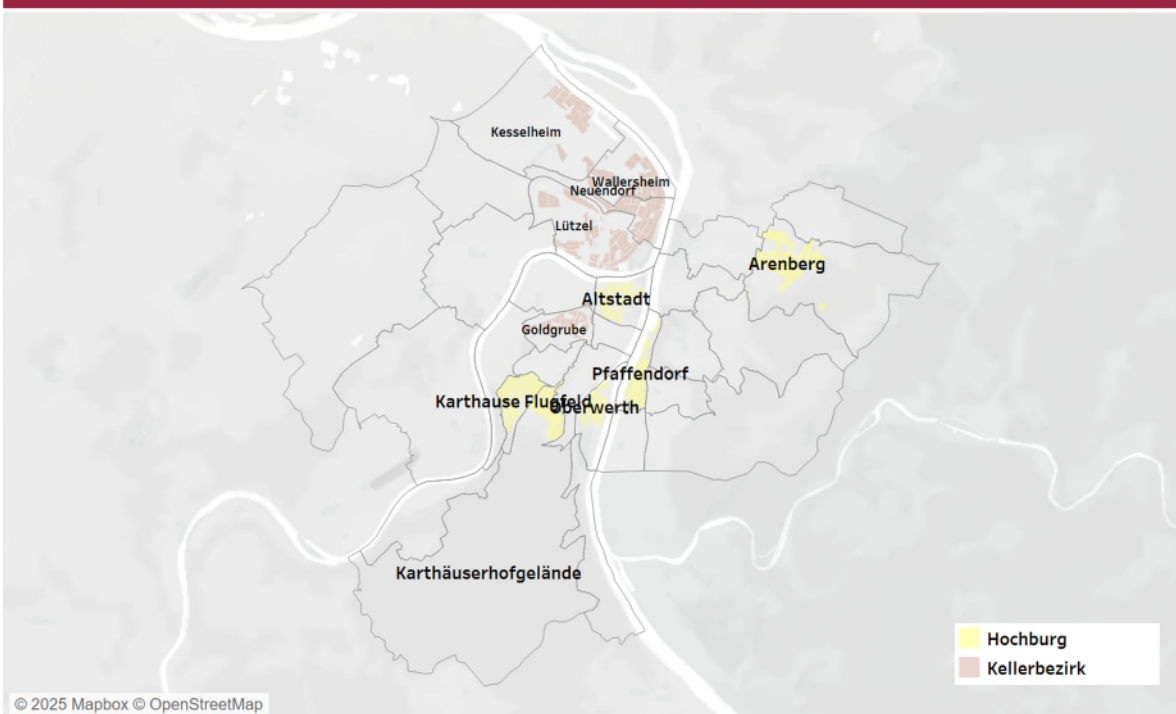 Kesselheim
Wallersheim
Neuendorf
Lützel
Arenberg
Altstadt
Goldgrube
Pfaffendorf
Karthause Flugfeld
Oberwerth
Karthäuserhofgelände
Hochburg
Kellerbezirk
© 2025 Mapbox © OpenStreetMap